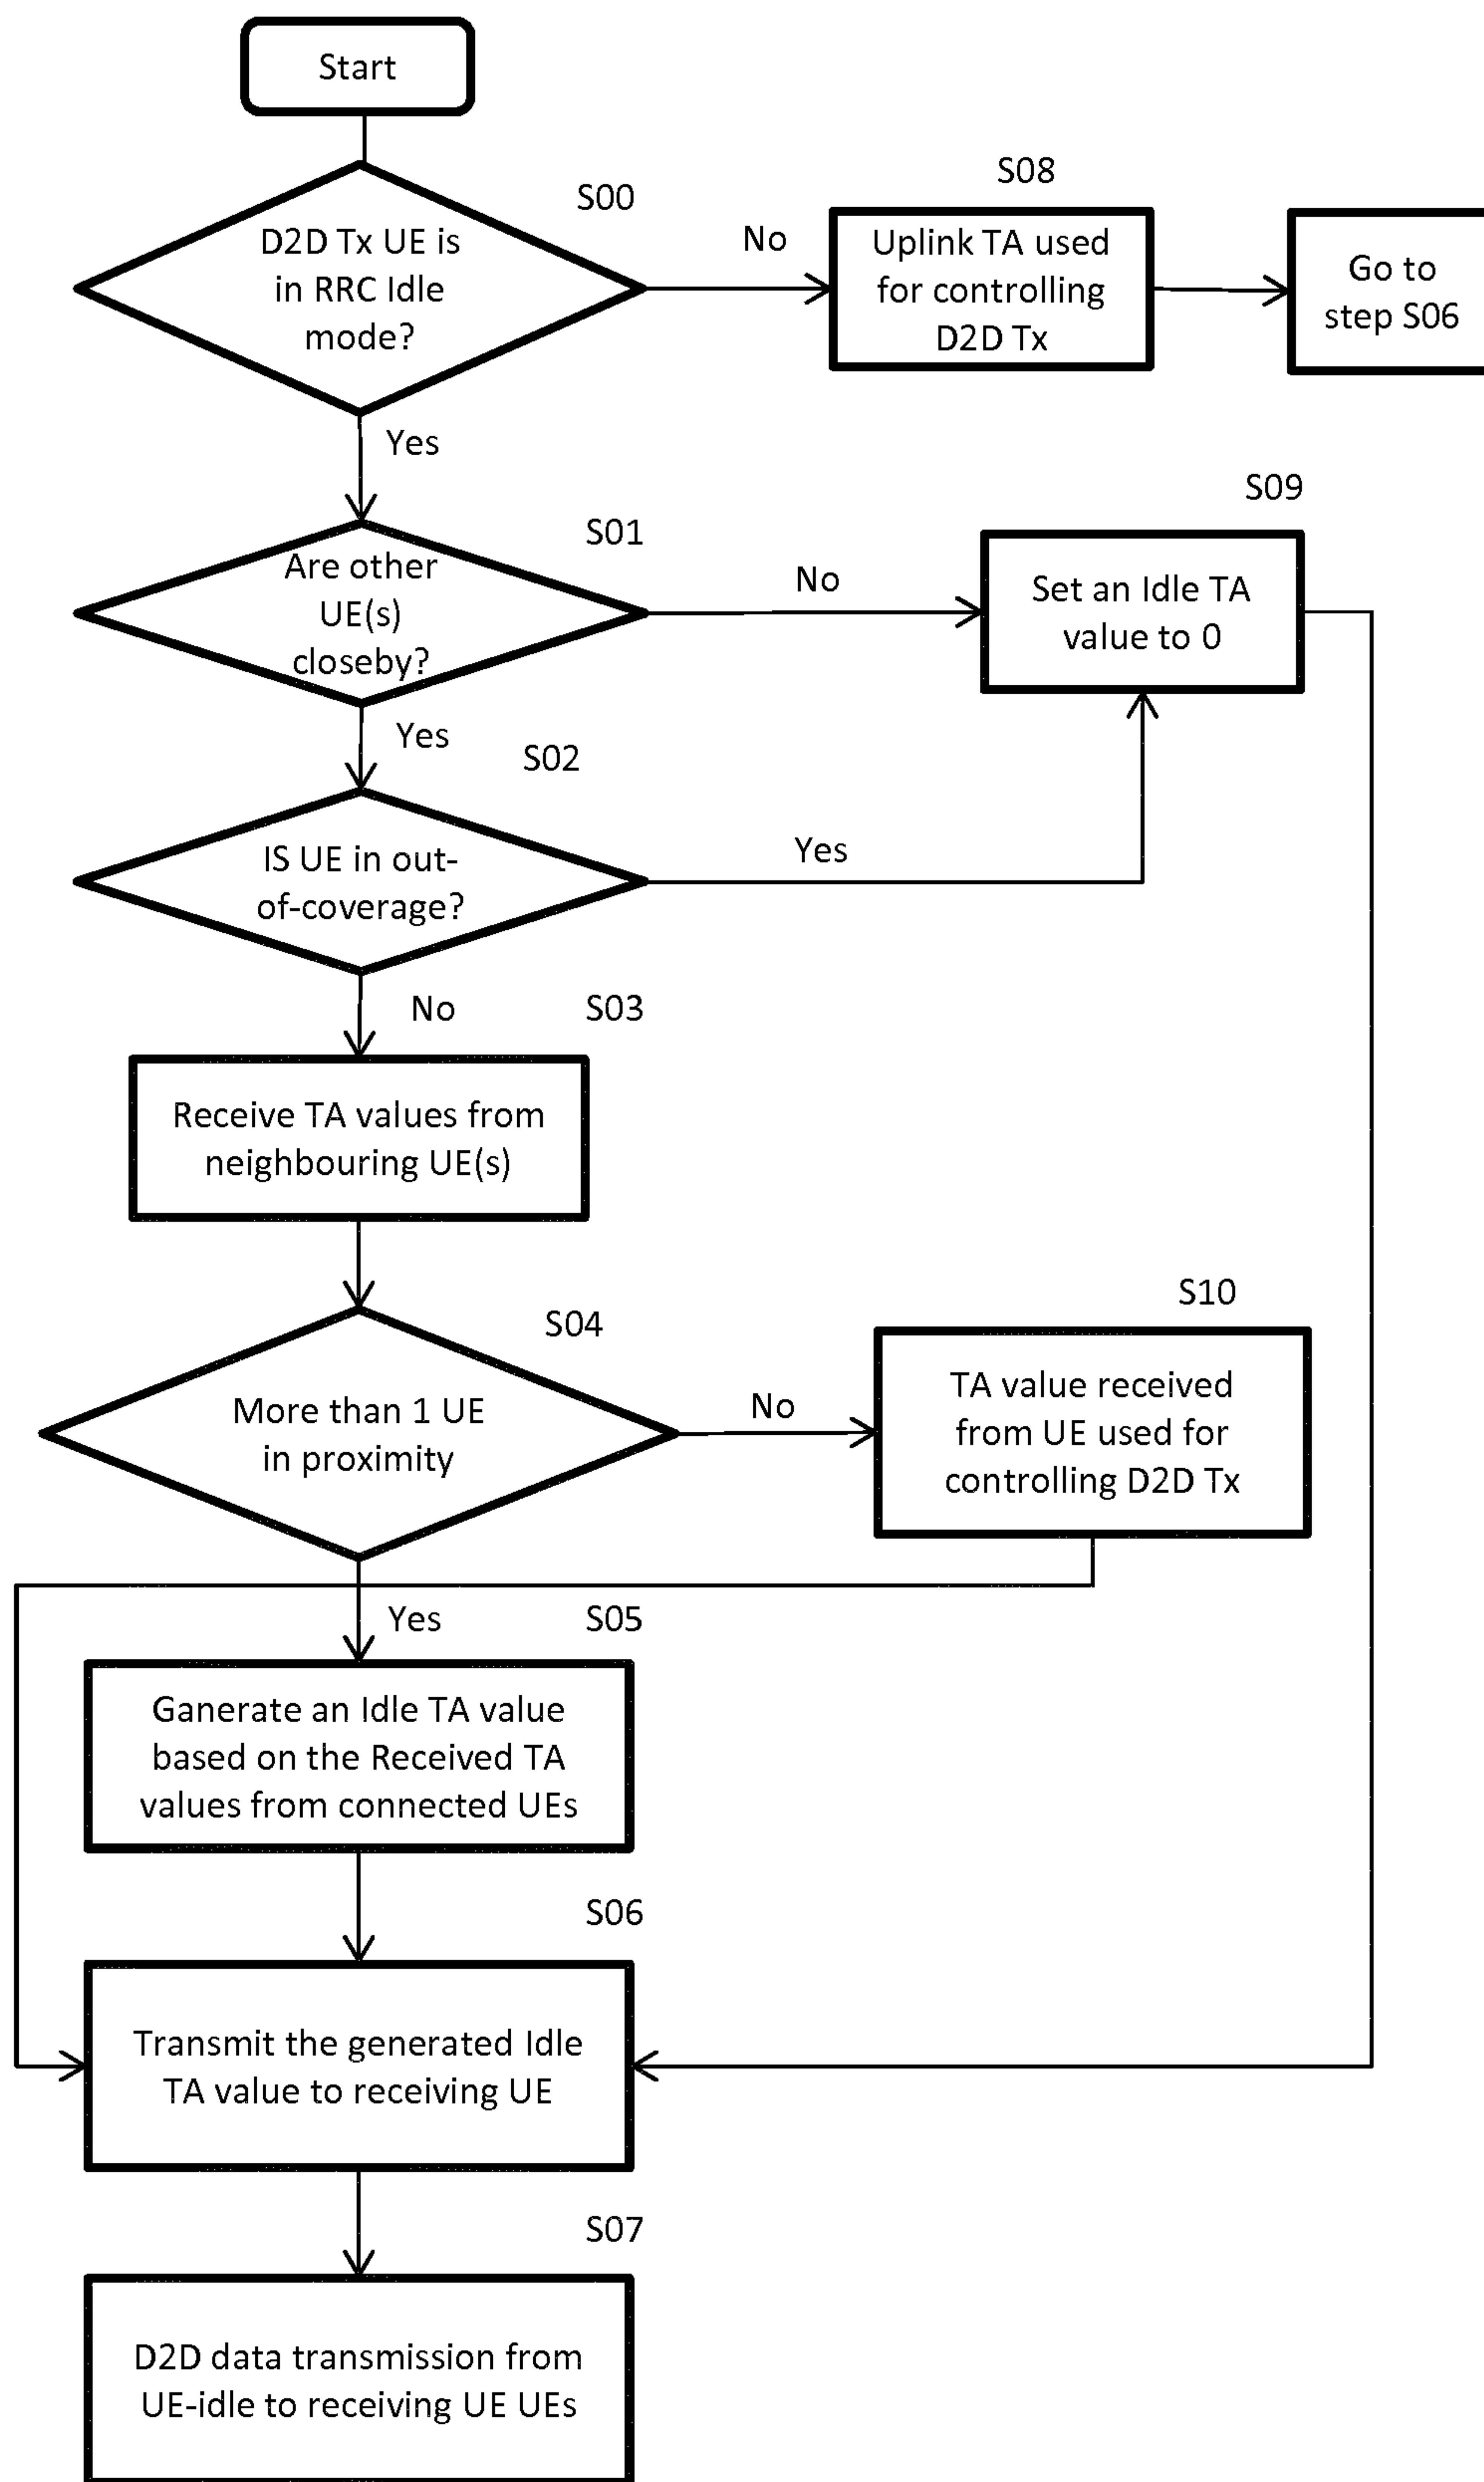 Start
S00
D2D Tx UE is
in RRC Idle
mode?
No
S08
Uplink TA used
for controlling
D2D Tx
Go to
step S06
Yes
S01
Are other
UE(s)
closeby?
No
S09
Set an Idle TA
value to 0
Yes
S02
IS UE in out-
of-coverage?
Yes
No
S03
Receive TA values from
neighbouring UE(s)
S04
More than 1 UE
in proximity
No
S10
TA value received
from UE used for
controlling D2D Tx
Yes
S05
Ganerate an Idle TA value
based on the Received TA
values from connected UEs
S06
Transmit the generated Idle
TA value to receiving UE
S07
D2D data transmission from
UE-idle to receiving UE UEs